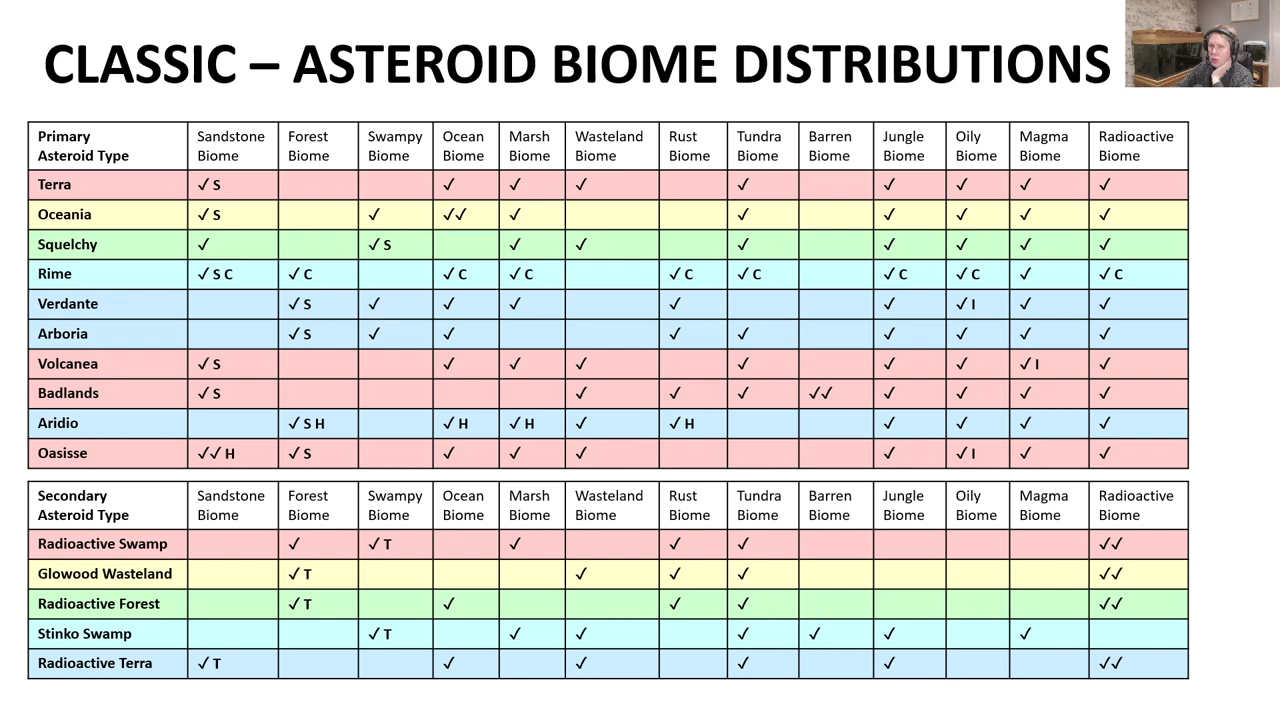 CLASSIC – ASTEROID BIOME DISTRIBUTIONS
Primary Asteroid Type Sandstone Biome Forest Biome Swampy Biome Ocean Biome Marsh Biome Wasteland Biome Rust Biome Tundra Biome Barren Biome Jungle Biome Oily Biome Magma Biome Radioactive Biome
Terra ✓ S ✓ ✓ ✓ ✓ ✓ ✓ ✓ ✓
Oceania ✓ S ✓ ✓✓ ✓ ✓ ✓ ✓ ✓ ✓
Squelchy ✓ ✓ S ✓ ✓ ✓ ✓ ✓ ✓ ✓
Rime ✓ S C ✓ C ✓ C ✓ C ✓ C ✓ C ✓ C ✓ C ✓ ✓ C
Verdante ✓ S ✓ ✓ ✓ ✓ ✓ ✓ I ✓ ✓
Arboria ✓ S ✓ ✓ ✓ ✓ ✓ ✓ ✓ ✓
Volcanea ✓ S ✓ ✓ ✓ ✓ ✓ ✓ ✓ I ✓
Badlands ✓ S ✓ ✓ ✓ ✓✓ ✓ ✓ ✓ ✓
Aridio ✓ S H ✓ H ✓ H ✓ ✓ H ✓ ✓ ✓ ✓
Oasisse ✓✓ H ✓ S ✓ ✓ ✓ ✓ ✓ I ✓ ✓
Secondary Asteroid Type Sandstone Biome Forest Biome Swampy Biome Ocean Biome Marsh Biome Wasteland Biome Rust Biome Tundra Biome Barren Biome Jungle Biome Oily Biome Magma Biome Radioactive Biome
Radioactive Swamp ✓ ✓ T ✓ ✓ ✓ ✓✓
Glowood Wasteland ✓ T ✓ ✓ ✓ ✓✓
Radioactive Forest ✓ T ✓ ✓ ✓ ✓✓
Stinko Swamp ✓ T ✓ ✓ ✓ ✓ ✓ ✓
Radioactive Terra ✓ T ✓ ✓ ✓ ✓ ✓✓